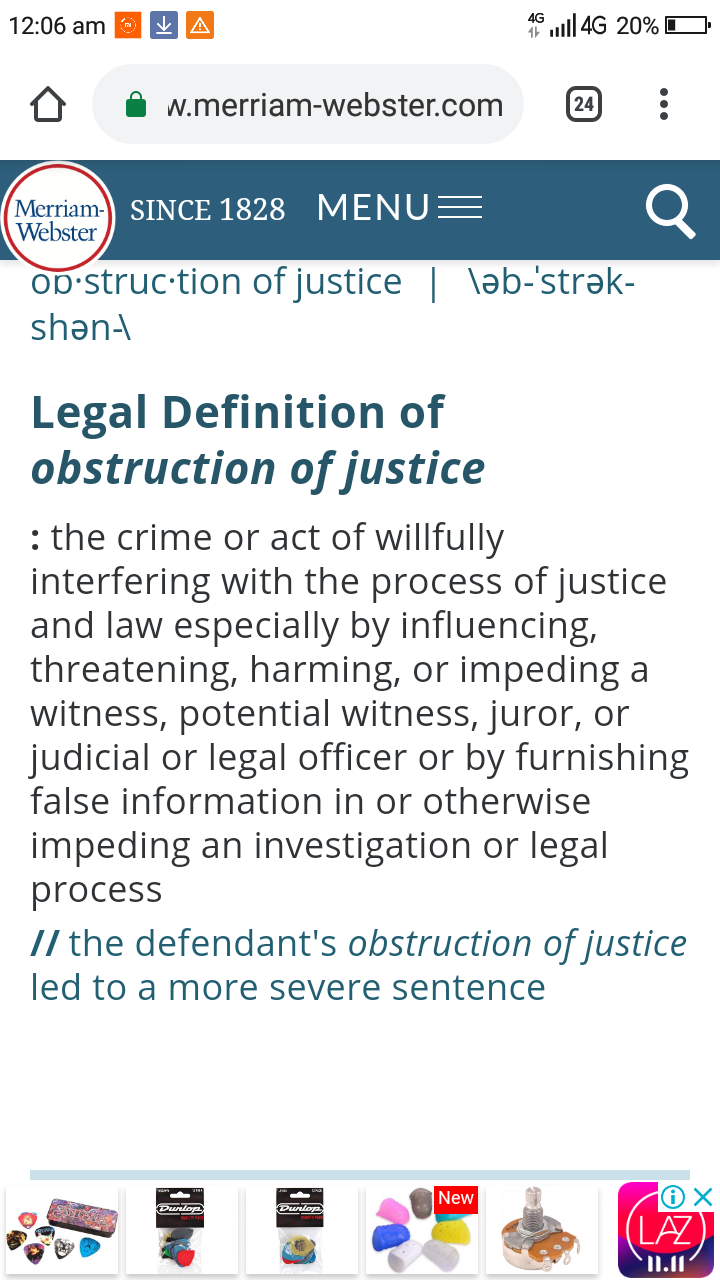 12:06 am 4G 4G 20%
w.merriam-webster.com 24
Merriam-
Webster SINCE 1828 MENU
ob·struc·tion of justice | \əb-ˈstrək-
shən-\
Legal Definition of
obstruction of justice
: the crime or act of willfully
interfering with the process of justice
and law especially by influencing,
threatening, harming, or impeding a
witness, potential witness, juror, or
judicial or legal officer or by furnishing
false information in or otherwise
impeding an investigation or legal
process
// the defendant's obstruction of justice
led to a more severe sentence
Dunlop Dunlop New LAZ
11.11